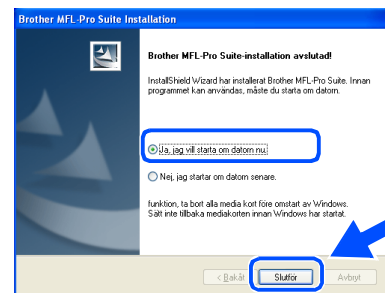 Brother MFL-Pro Suite Installation
Brother MFL-Pro Suite-installation avslutad!
InstallShield Wizard har installerat Brother MFL-Pro Suite. Innan
programmet kan användas, måste du starta om datorn.
Ja, jag vill starta om datorn nu.
Nej, jag startar om datorn senare.
funktion, ta bort alla media kort före omstart av Windows.
Sätt inte tillbaka mediakorten innan Windows har startat.
< Bakåt
Slutför
Avbryt